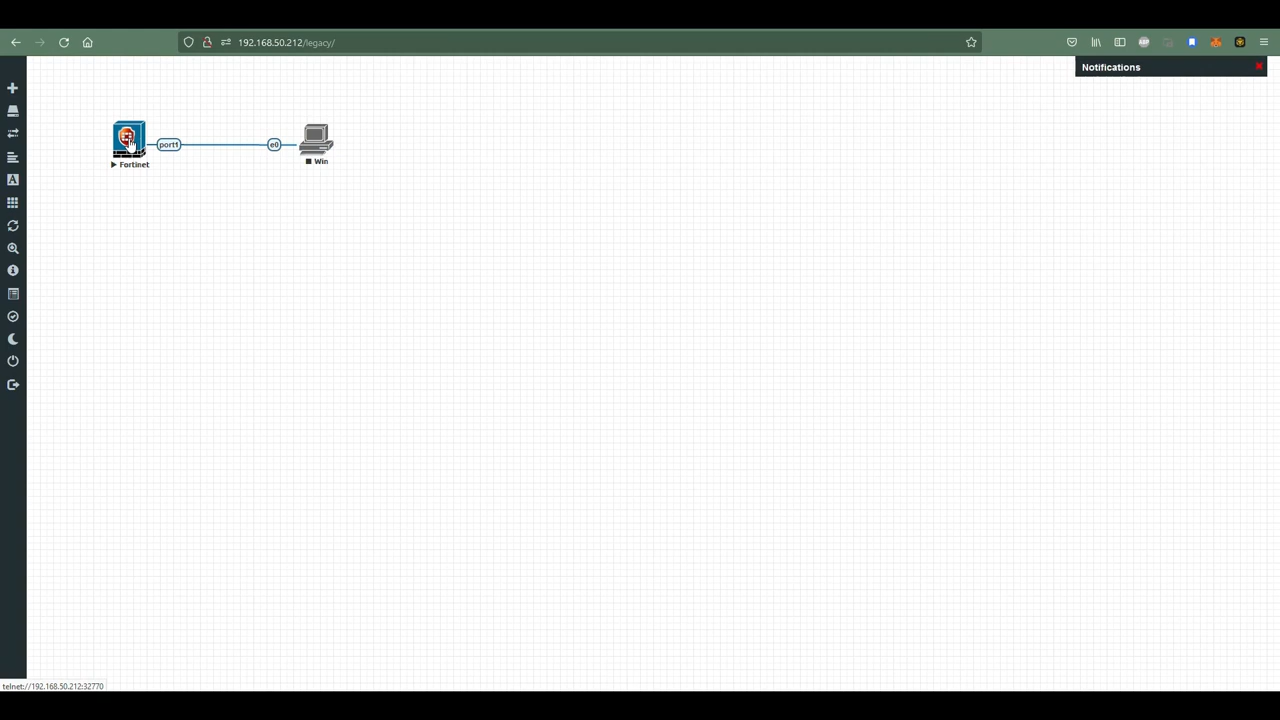 192.168.50.212/legacy/
Notifications
port1
e0
Fortinet
Win
telnet://192.168.50.212:32770